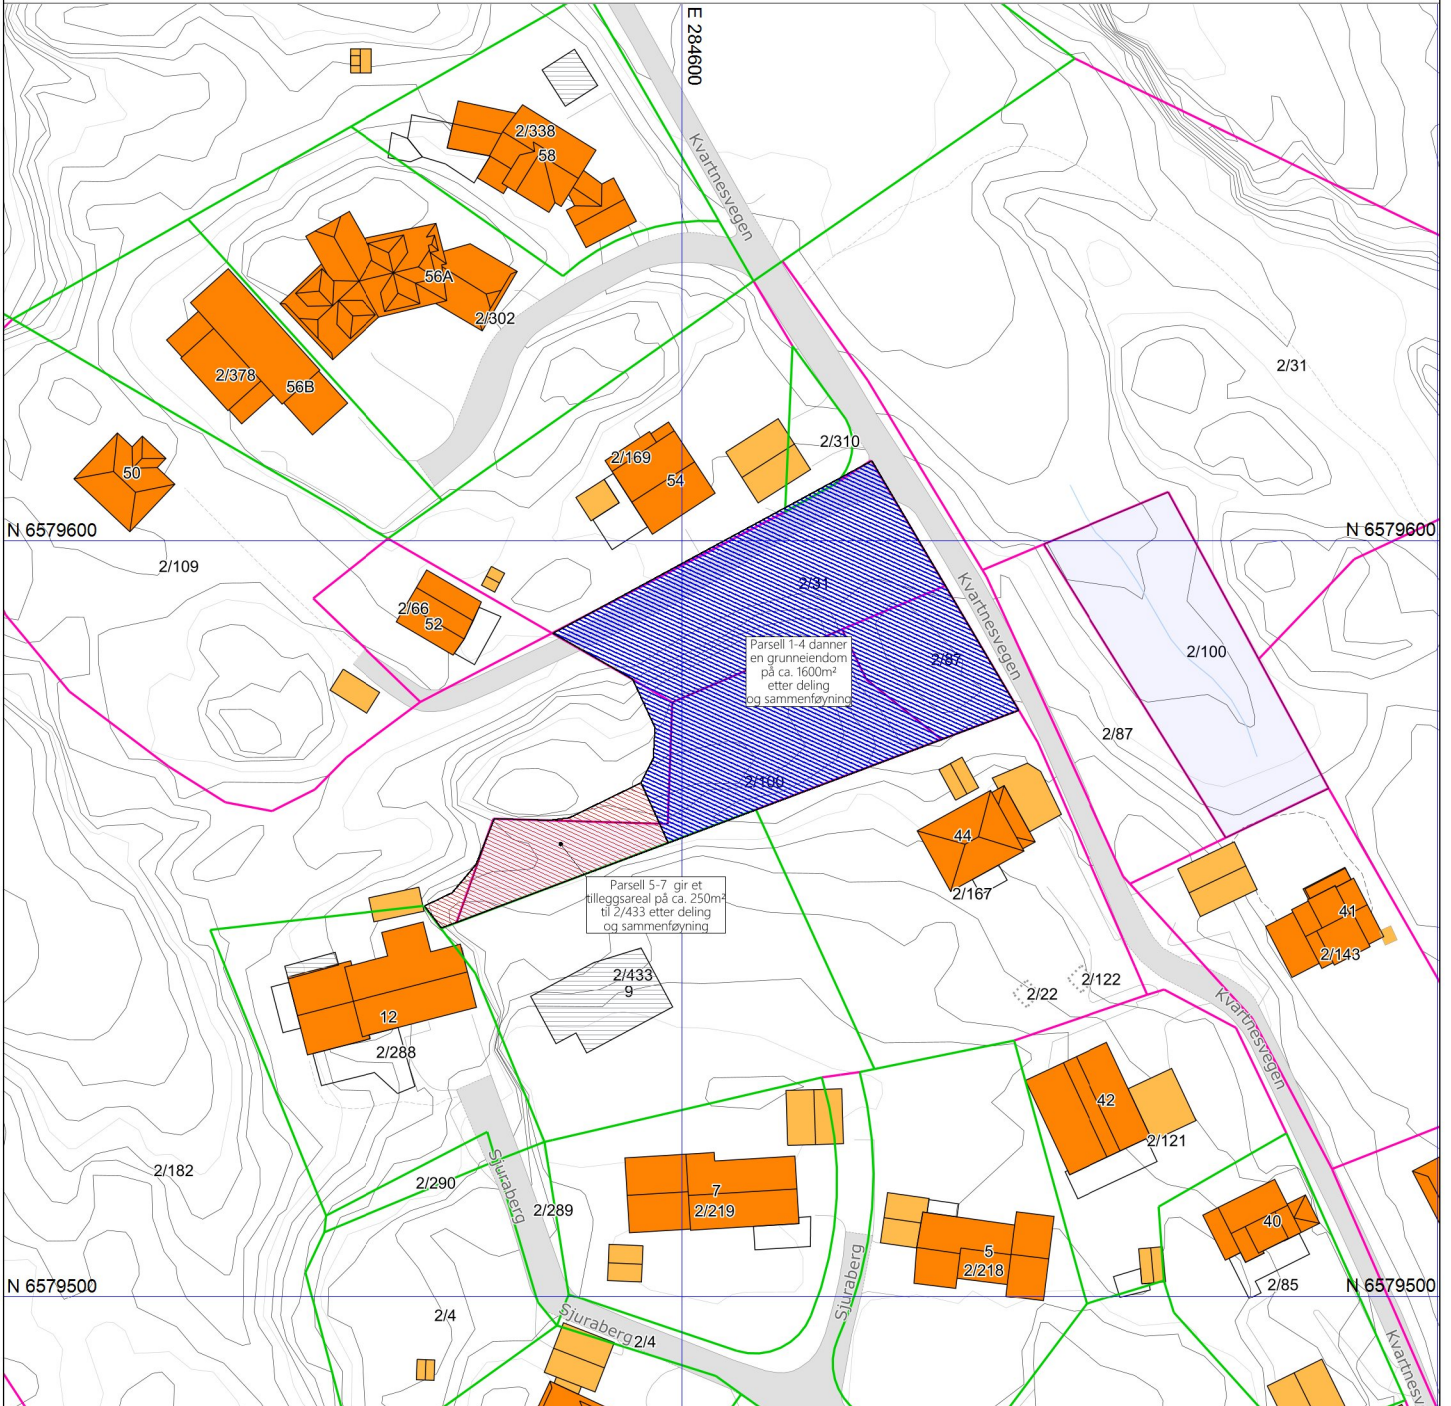 E 284600
2/338
58
Kvartnesvegen
56A
2/302
2/378
56B
2/31
2/310
2/169
54
50
N 6579600
N 6579600
2/109
2/31
2/66
52
Kvartnesvegen
Parsell 1-4 danner
en grunneiendom
på ca. 1600m²
etter deling
og sammenføyning
2/87
2/100
2/87
2/100
44
2/167
Parsell 5-7 gir et
tilleggsareal på ca. 250m²
til 2/433 etter deling
og sammenføyning
41
2/143
2/433
9
2/122
2/22
12
2/288
Kvartnesvegen
42
2/121
2/182
2/290
Sjuraberg
2/289
7
2/219
40
5
2/218
Sjuraberg
2/85
N 6579500
N 6579500
2/4
Sjuraberg
2/4
Kvartnesv